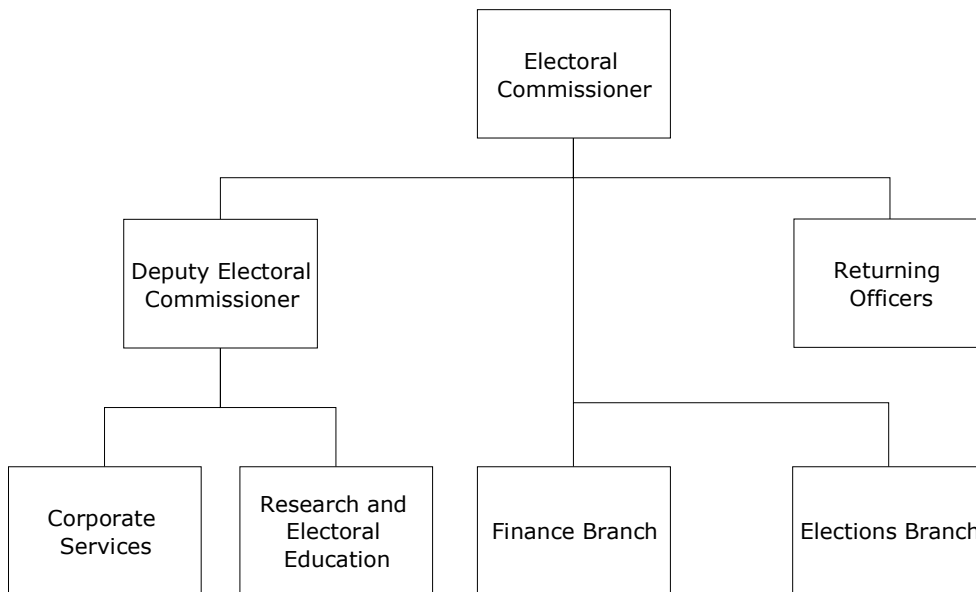 Electoral
Commissioner
Deputy Electoral
Commissioner
Returning
Officers
Corporate
Services
Research and
Electoral
Education
Finance Branch
Elections Branch